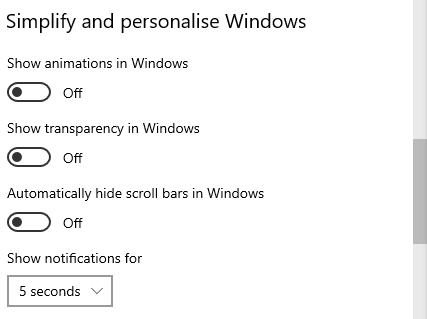 Simplify and personalise Windows
Show animations in Windows
Off
Show transparency in Windows
Off
Automatically hide scroll bars in Windows
Off
Show notifications for
5 seconds